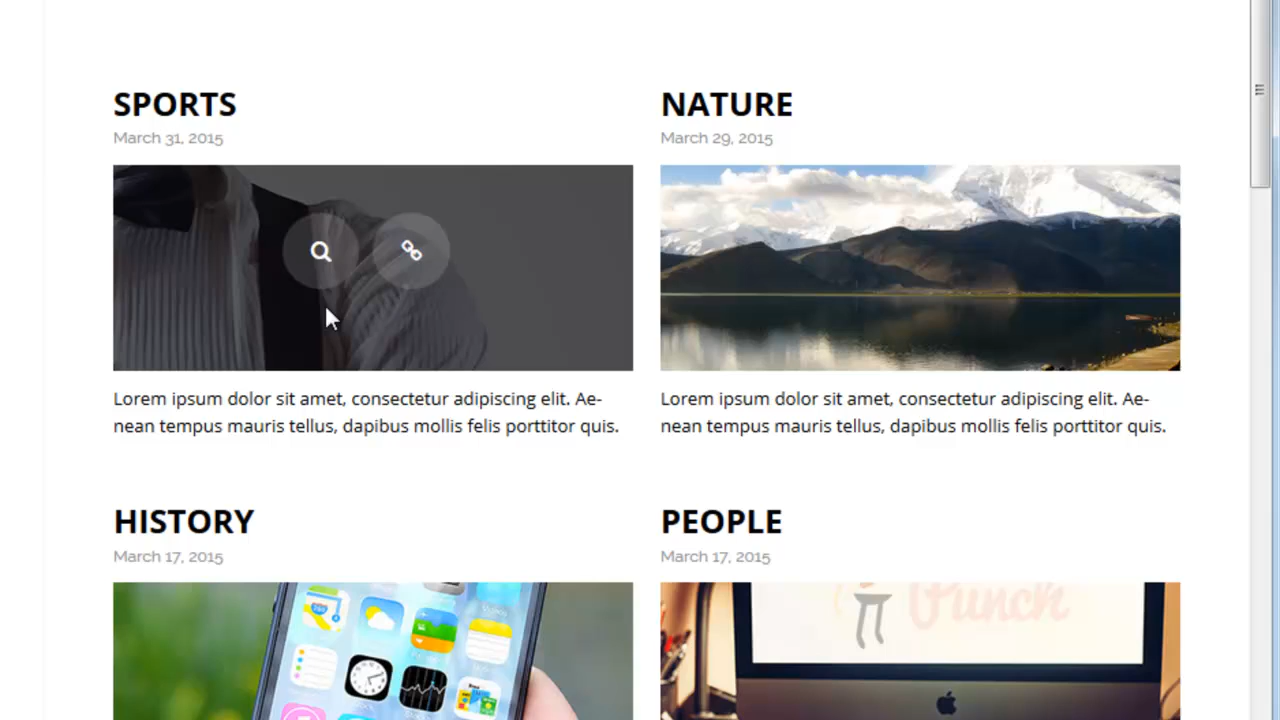 SPORTS
March 31, 2015
Lorem ipsum dolor sit amet, consectetur adipiscing elit. Ae-
nean tempus mauris tellus, dapibus mollis felis porttitor quis.
NATURE
March 29, 2015
Lorem ipsum dolor sit amet, consectetur adipiscing elit. Ae-
nean tempus mauris tellus, dapibus mollis felis porttitor quis.
HISTORY
March 17, 2015
PEOPLE
March 17, 2015
Punch